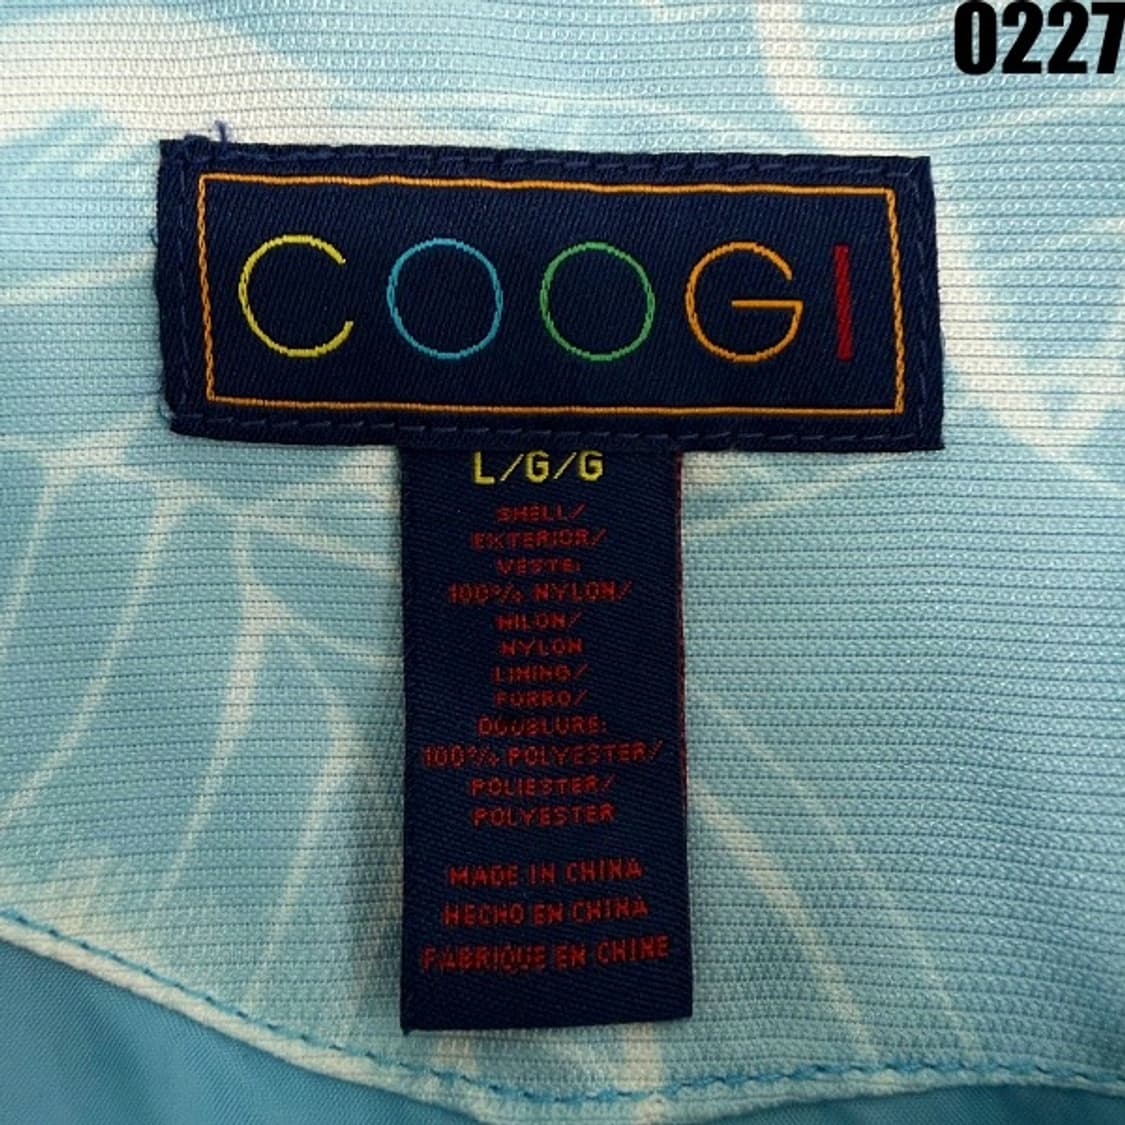 0227
COOGI
L/G/G
SHELL/
EXTERIOR/
VESTE:
100% NYLON/
NILON/
NYLON
LINING/
FORRO/
DOUBLURE:
100% POLYESTER/
POLIESTER/
POLYESTER
MADE IN CHINA
HECHO EN CHINA
FABRIQUE EN CHINE